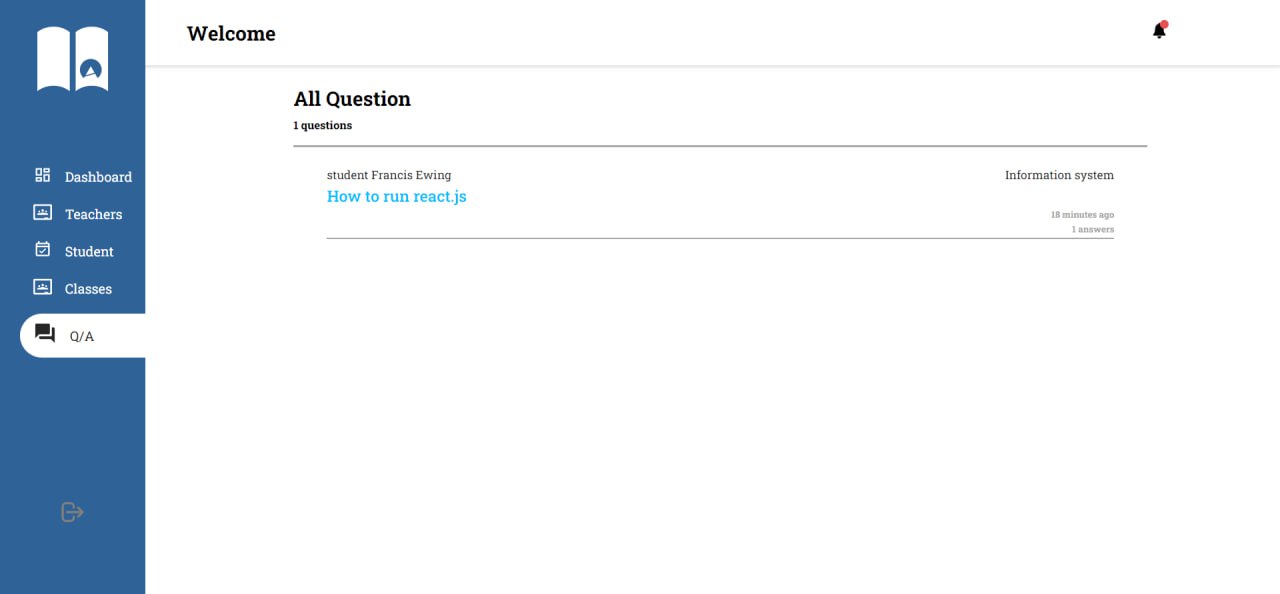 Welcome
Dashboard
Teachers
Student
Classes
Q/A
All Question
1 questions
student Francis Ewing
Information system
How to run react.js
18 minutes ago
1 answers